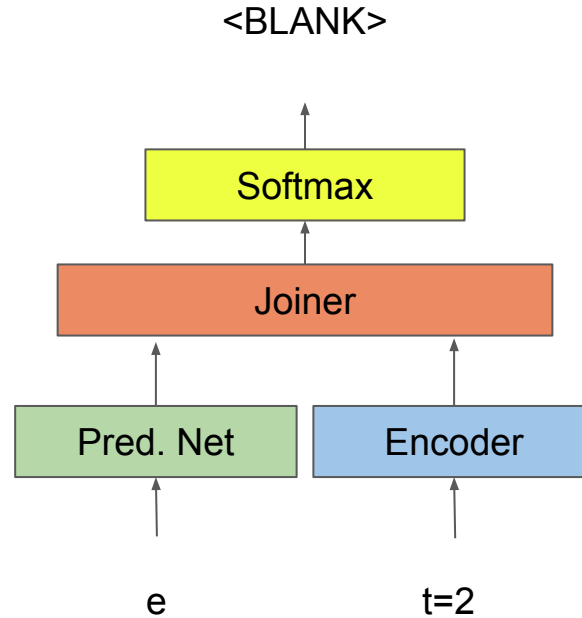 <BLANK>
Softmax
Joiner
Pred. Net
Encoder
e
t=2